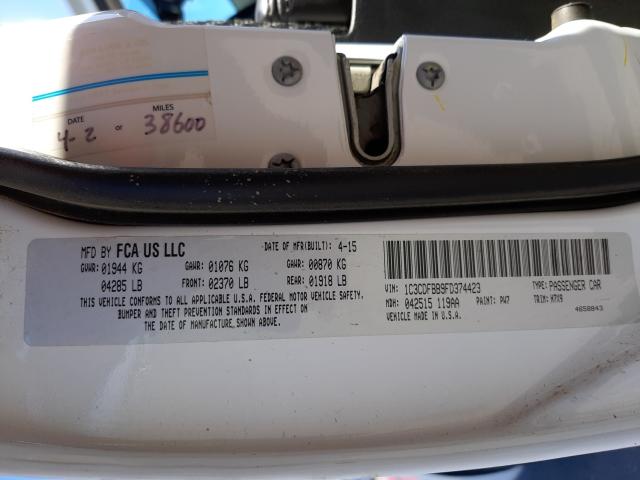 DATE
MILES
4-2 or 38600
MFD BY FCA US LLC DATE OF MFR(BUILT): 4-15
GVWR: 01944 KG GAWR: 01076 KG GAWR: 00870 KG
04285 LB FRONT: 02370 LB REAR: 01918 LB
THIS VEHICLE CONFORMS TO ALL APPLICABLE U.S.A. FEDERAL MOTOR VEHICLE SAFETY,
BUMPER AND THEFT PREVENTION STANDARDS IN EFFECT ON
THE DATE OF MANUFACTURE, SHOWN ABOVE.
VIN: 1C3CDFBB9FD374423 TYPE: PASSENGER CAR
MDH: 042515 119AA PAINT: PW7 TRIM: H7X9
VEHICLE MADE IN U.S.A. 4658843